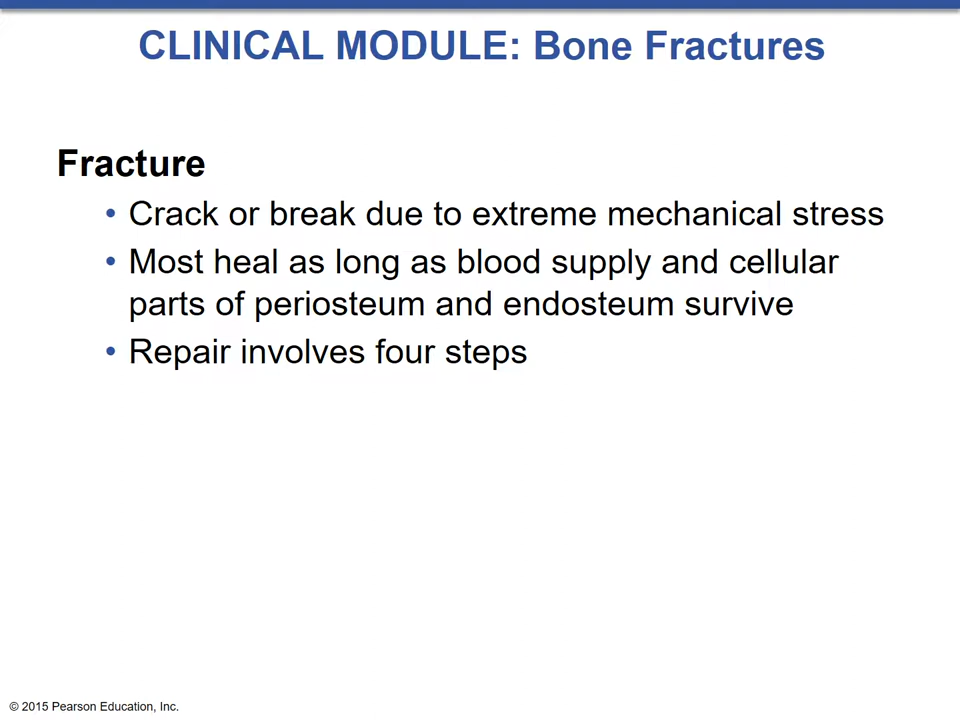 CLINICAL MODULE: Bone Fractures
Fracture
• Crack or break due to extreme mechanical stress
• Most heal as long as blood supply and cellular
parts of periosteum and endosteum survive
• Repair involves four steps
© 2015 Pearson Education, Inc.